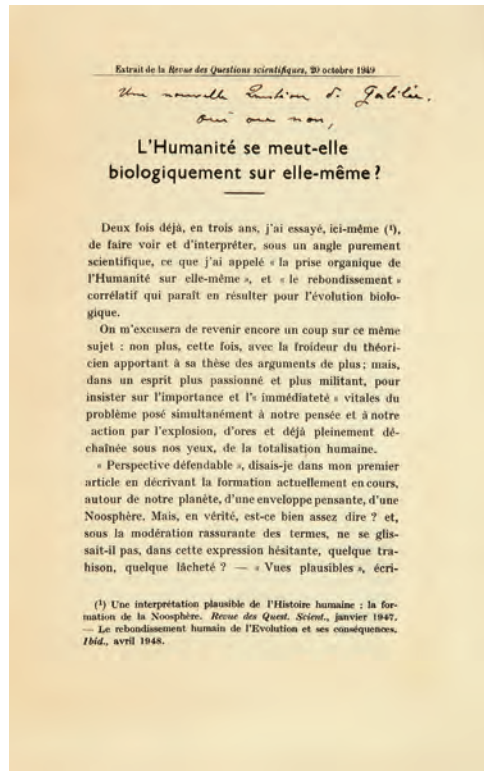 Extrait de la Revue des Questions scientifiques, 20 octobre 1949
Une nouvelle Question de Galilée,
oui ou non,
L'Humanité se meut-elle
biologiquement sur elle-même ?
Deux fois déjà, en trois ans, j'ai essayé, ici-même (¹),
de faire voir et d'interpréter, sous un angle purement
scientifique, ce que j'ai appelé « la prise organique de
l'Humanité sur elle-même », et « le rebondissement »
corrélatif qui paraît en résulter pour l'évolution biolo-
gique.
On m'excusera de revenir encore un coup sur ce même
sujet : non plus, cette fois, avec la froideur du théori-
cien apportant à sa thèse des arguments de plus ; mais,
dans un esprit plus passionné et plus militant, pour
insister sur l'importance et l'« immédiateté » vitales du
problème posé simultanément à notre pensée et à notre
action par l'explosion, d'ores et déjà pleinement dé-
chaînée sous nos yeux, de la totalisation humaine.
« Perspective défendable », disais-je dans mon premier
article en décrivant la formation actuellement en cours,
autour de notre planète, d'une enveloppe pensante, d'une
Noosphère. Mais, en vérité, est-ce bien assez dire ? et,
sous la modération rassurante des termes, ne se glis-
sait-il pas, dans cette expression hésitante, quelque tra-
hison, quelque lâcheté ? — « Vues plausibles », écri-
(¹) Une interprétation plausible de l'Histoire humaine : la for-
mation de la Noosphère. Revue des Quest. Scient., janvier 1947.
— Le rebondissement humain de l'Evolution et ses conséquences.
Ibid., avril 1948.